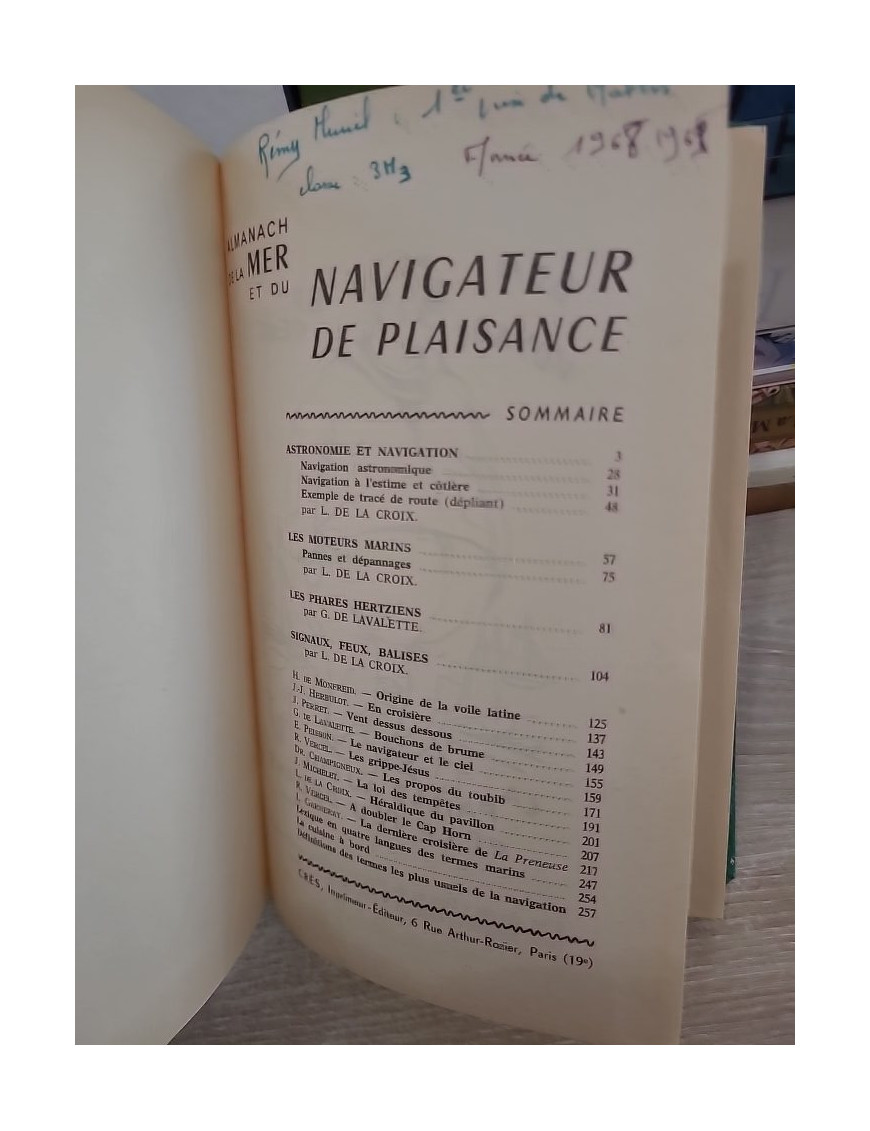 Rémy
1er prix de
classe : 3M3
Année 1968 1969
ALMANACH
DE LA MER
ET DU
NAVIGATEUR
DE PLAISANCE
SOMMAIRE
ASTRONOMIE ET NAVIGATION 3
Navigation astronomique 28
Navigation à l'estime et côtière 31
Exemple de tracé de route (dépliant) 48
par L. DE LA CROIX.
LES MOTEURS MARINS 57
Pannes et dépannages 75
par L. DE LA CROIX.
LES PHARES HERTZIENS 81
par G. DE LAVALETTE.
SIGNAUX, FEUX, BALISES 104
par L. DE LA CROIX.
H. DE MONFREID. — Origine de la voile latine 125
J.-J. HERBULOT. — En croisière 137
J. PERRET. — Vent dessus dessous 143
G. DE LAVALETTE. — Bouchons de brume 149
E. PEISSON. — Le navigateur et le ciel 155
R. VERCEL. — Les grippe-Jésus 159
DR. CHAMPIGNEUX. — Les propos du toubib 171
J. MICHELET. — La loi des tempêtes 191
L. DE LA CROIX. — Héraldique du pavillon 201
R. VERCEL. — A doubler le Cap Horn 207
L. GARNERAY. — La dernière croisière de La Preneuse 217
Lexique en quatre langues des termes marins 247
La cuisine à bord 254
Définitions des termes les plus usuels de la navigation 257
CRÉS, Imprimeur-Éditeur, 6 Rue Arthur-Rozier, Paris (19e)
La M